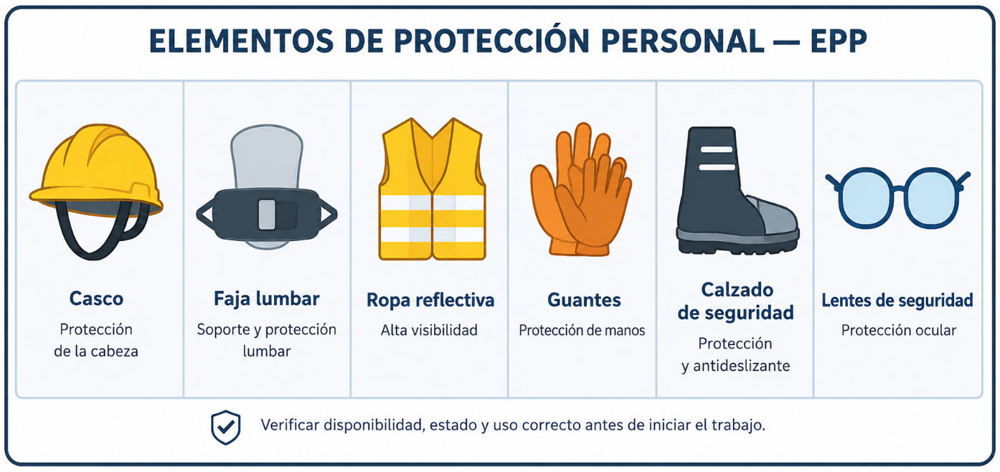 ELEMENTOS DE PROTECCIÓN PERSONAL — EPP
Casco
Protección
de la cabeza
Faja lumbar
Soporte y protección
lumbar
Ropa reflectiva
Alta visibilidad
Guantes
Protección de manos
Calzado
de seguridad
Protección
y antideslizante
Lentes de seguridad
Protección ocular
Verificar disponibilidad, estado y uso correcto antes de iniciar el trabajo.